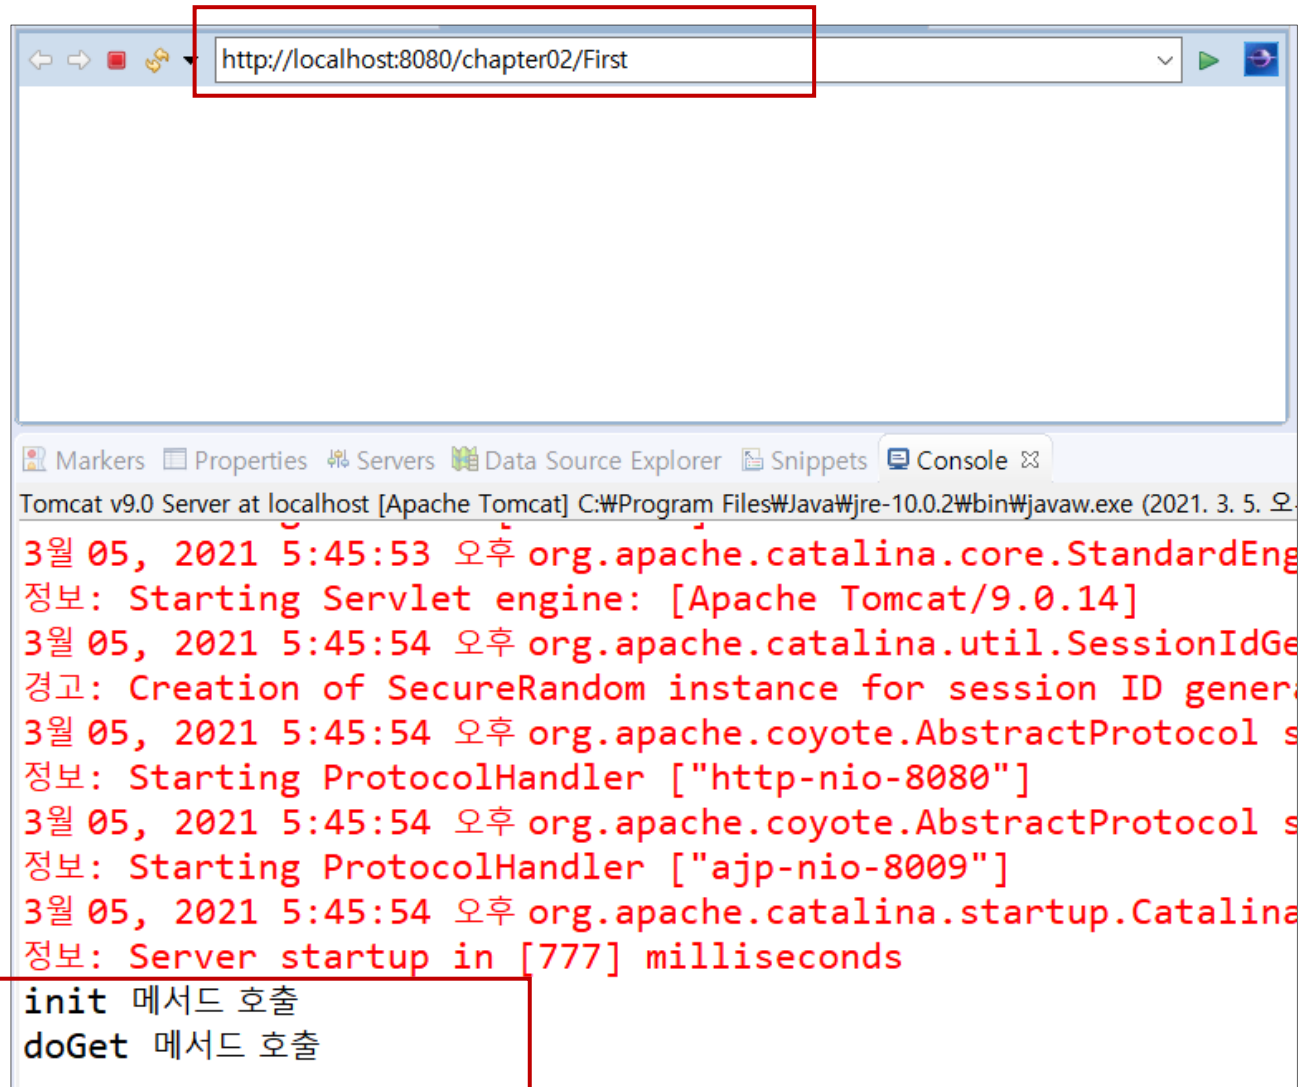 http://localhost:8080/chapter02/First
Markers Properties Servers Data Source Explorer Snippets Console
Tomcat v9.0 Server at localhost [Apache Tomcat] C:₩Program Files₩Java₩jre-10.0.2₩bin₩javaw.exe (2021. 3. 5. 오
3월 05, 2021 5:45:53 오후 org.apache.catalina.core.StandardEng
정보: Starting Servlet engine: [Apache Tomcat/9.0.14]
3월 05, 2021 5:45:54 오후 org.apache.catalina.util.SessionIdGe
경고: Creation of SecureRandom instance for session ID genera
3월 05, 2021 5:45:54 오후 org.apache.coyote.AbstractProtocol s
정보: Starting ProtocolHandler ["http-nio-8080"]
3월 05, 2021 5:45:54 오후 org.apache.coyote.AbstractProtocol s
정보: Starting ProtocolHandler ["ajp-nio-8009"]
3월 05, 2021 5:45:54 오후 org.apache.catalina.startup.Catalina
정보: Server startup in [777] milliseconds
init 메서드 호출
doGet 메서드 호출